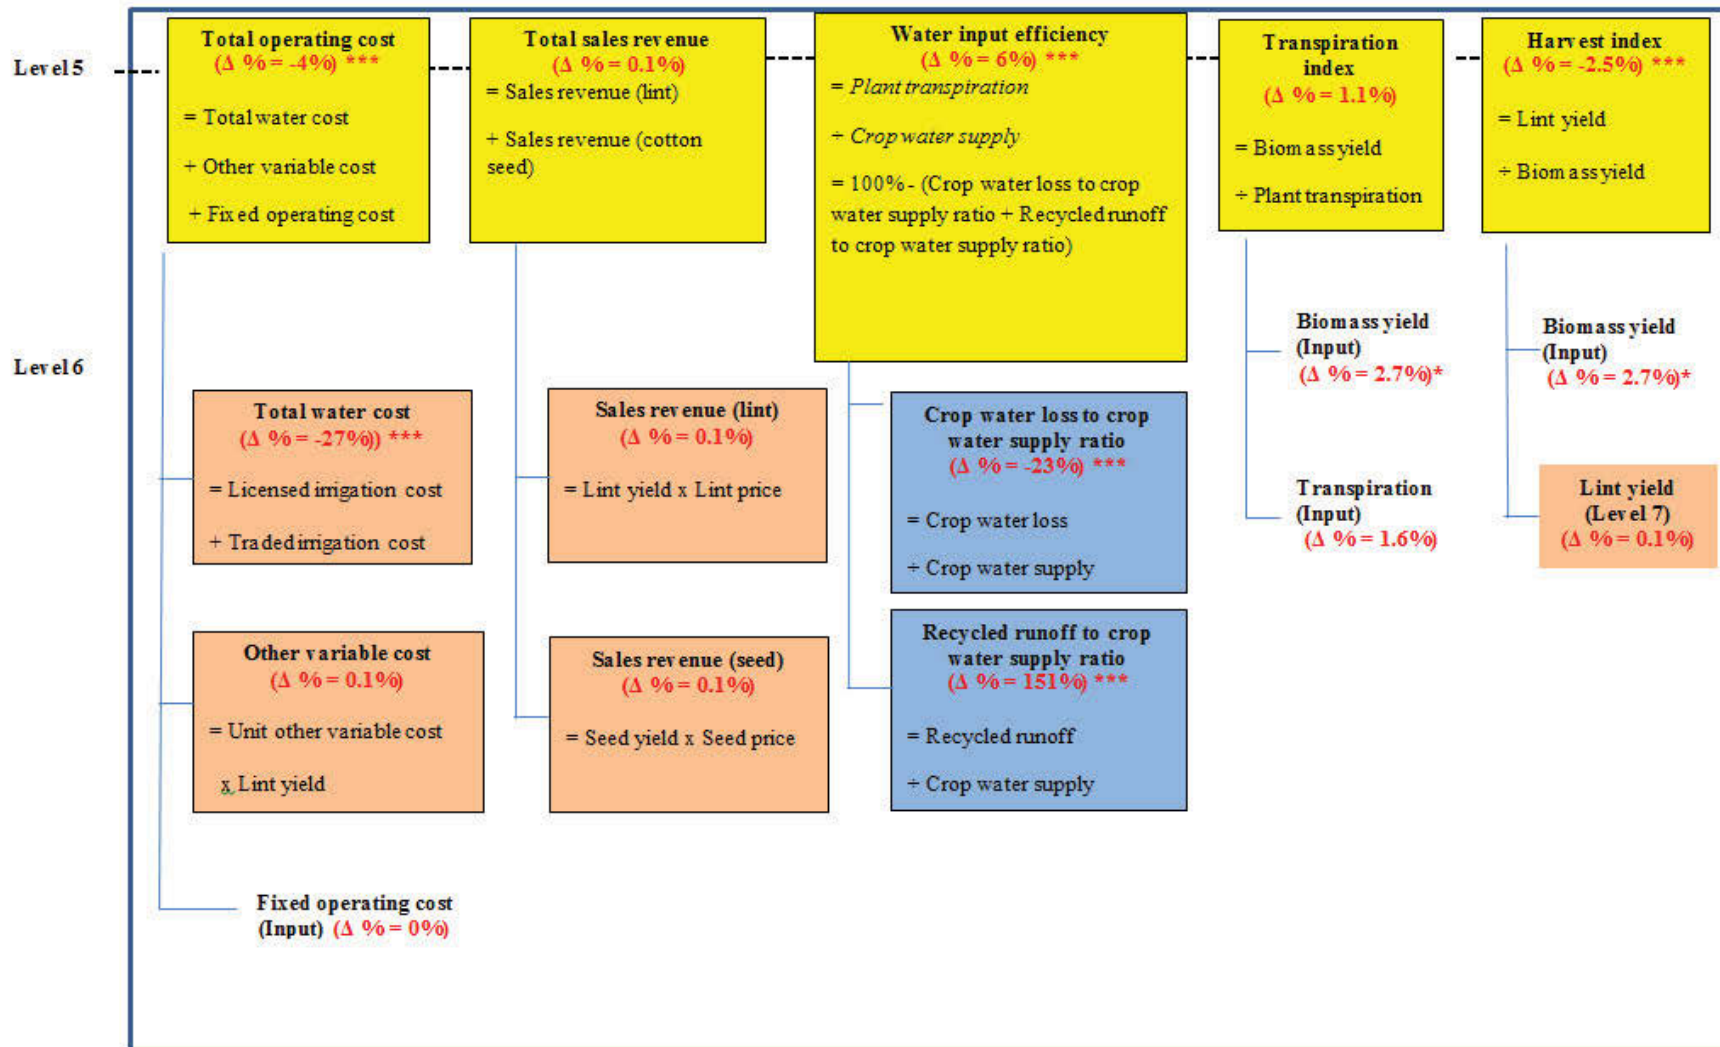 Level 5
Total operating cost
(Δ % = -4%) ***
= Total water cost
+ Other variable cost
+ Fixed operating cost
Total sales revenue
(Δ % = 0.1%)
= Sales revenue (lint)
+ Sales revenue (cotton
seed)
Water input efficiency
(Δ % = 6%) ***
= Plant transpiration
÷ Crop water supply
= 100% - (Crop water loss to crop
water supply ratio + Recycled runoff
to crop water supply ratio)
Transpiration
index
(Δ % = 1.1%)
= Biomass yield
÷ Plant transpiration
Harvest index
(Δ % = -2.5%) ***
= Lint yield
÷ Biomass yield
Level 6
Total water cost
(Δ % = -27%)) ***
= Licensed irrigation cost
+ Traded irrigation cost
Other variable cost
(Δ % = 0.1%)
= Unit other variable cost
x Lint yield
Fixed operating cost
(Input) (Δ % = 0%)
Sales revenue (lint)
(Δ % = 0.1%)
= Lint yield x Lint price
Sales revenue (seed)
(Δ % = 0.1%)
= Seed yield x Seed price
Crop water loss to crop
water supply ratio
(Δ % = -23%) ***
= Crop water loss
÷ Crop water supply
Recycled runoff to crop
water supply ratio
(Δ % = 151%) ***
= Recycled runoff
÷ Crop water supply
Biomass yield
(Input)
(Δ % = 2.7%)*
Transpiration
(Input)
(Δ % = 1.6%)
Biomass yield
(Input)
(Δ % = 2.7%)*
Lint yield
(Level 7)
(Δ % = 0.1%)